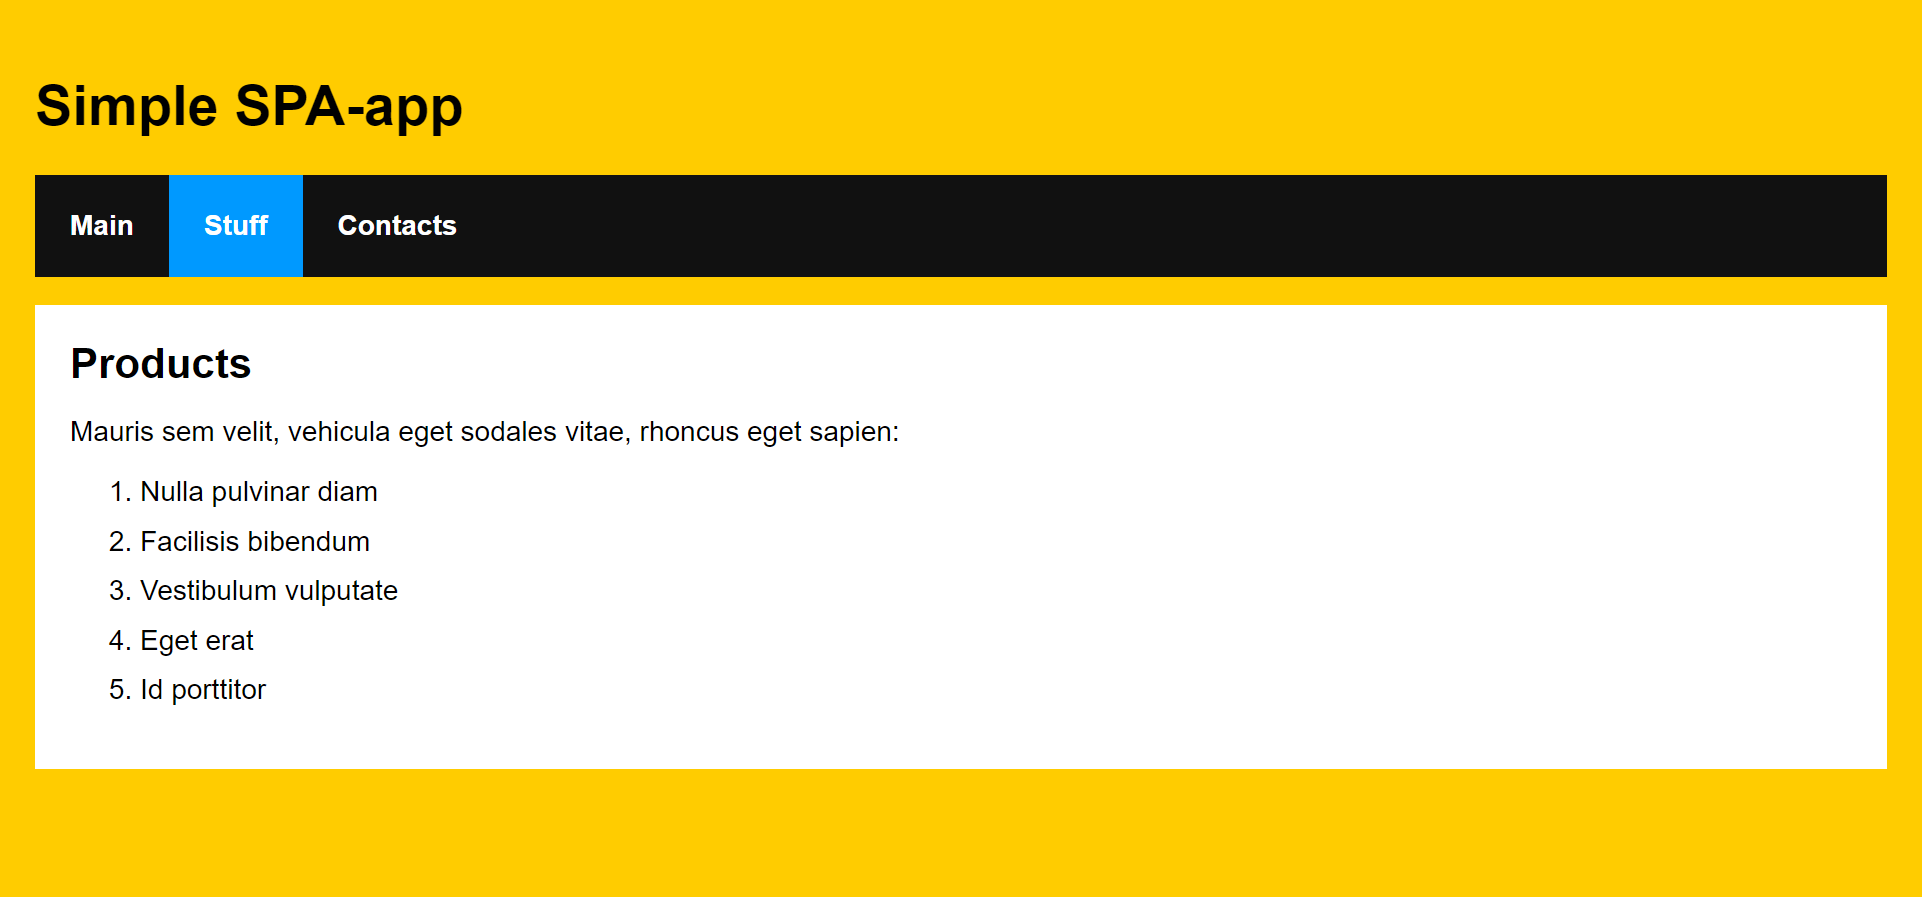 Simple SPA-app
Main Stuff Contacts
Products
Mauris sem velit, vehicula eget sodales vitae, rhoncus eget sapien:
1. Nulla pulvinar diam
2. Facilisis bibendum
3. Vestibulum vulputate
4. Eget erat
5. Id porttitor